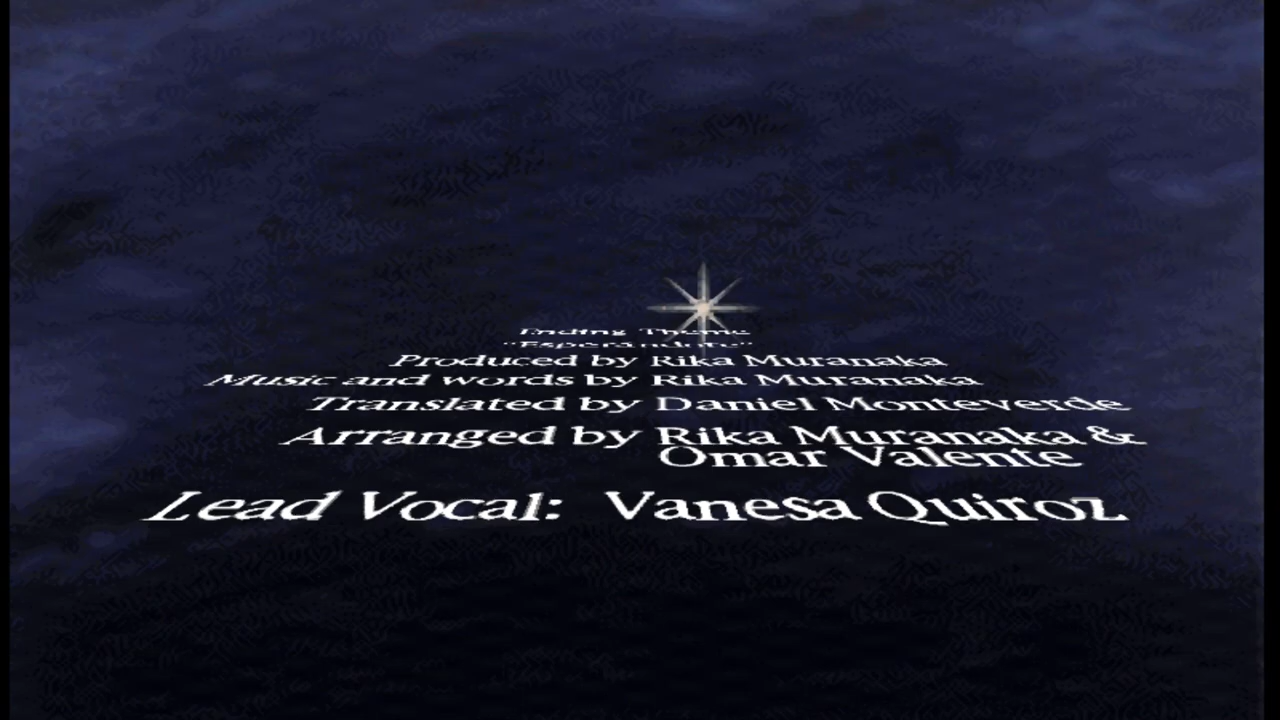 Ending Theme
"Esperándote"
Produced by Rika Muranaka
Music and words by Rika Muranaka
Translated by Daniel Monteverde
Arranged by Rika Muranaka &
Omar Valente
Lead Vocal: Vanesa Quiroz